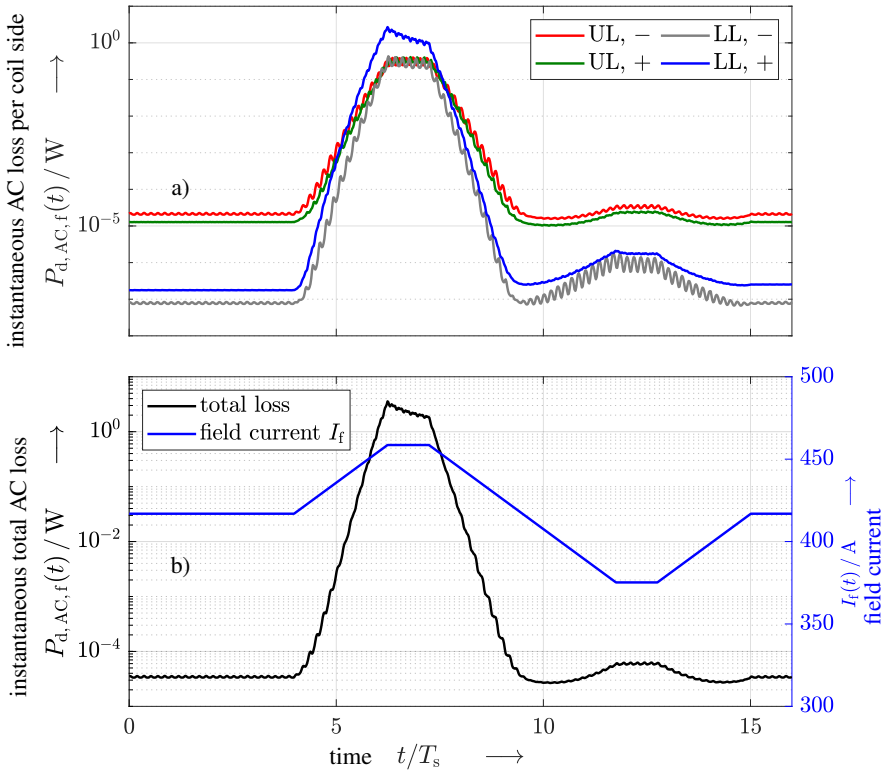 instantaneous AC loss per coil side
P_d, AC, f(t) / W ⟶
10^0
10^−5
UL, −
LL, −
UL, +
LL, +
a)
instantaneous total AC loss
P_d, AC, f(t) / W ⟶
10^0
10^−2
10^−4
total loss
field current I_f
b)
500
450
400
350
300
I_f(t) / A ⟶
field current
0
5
10
15
time t/T_s ⟶